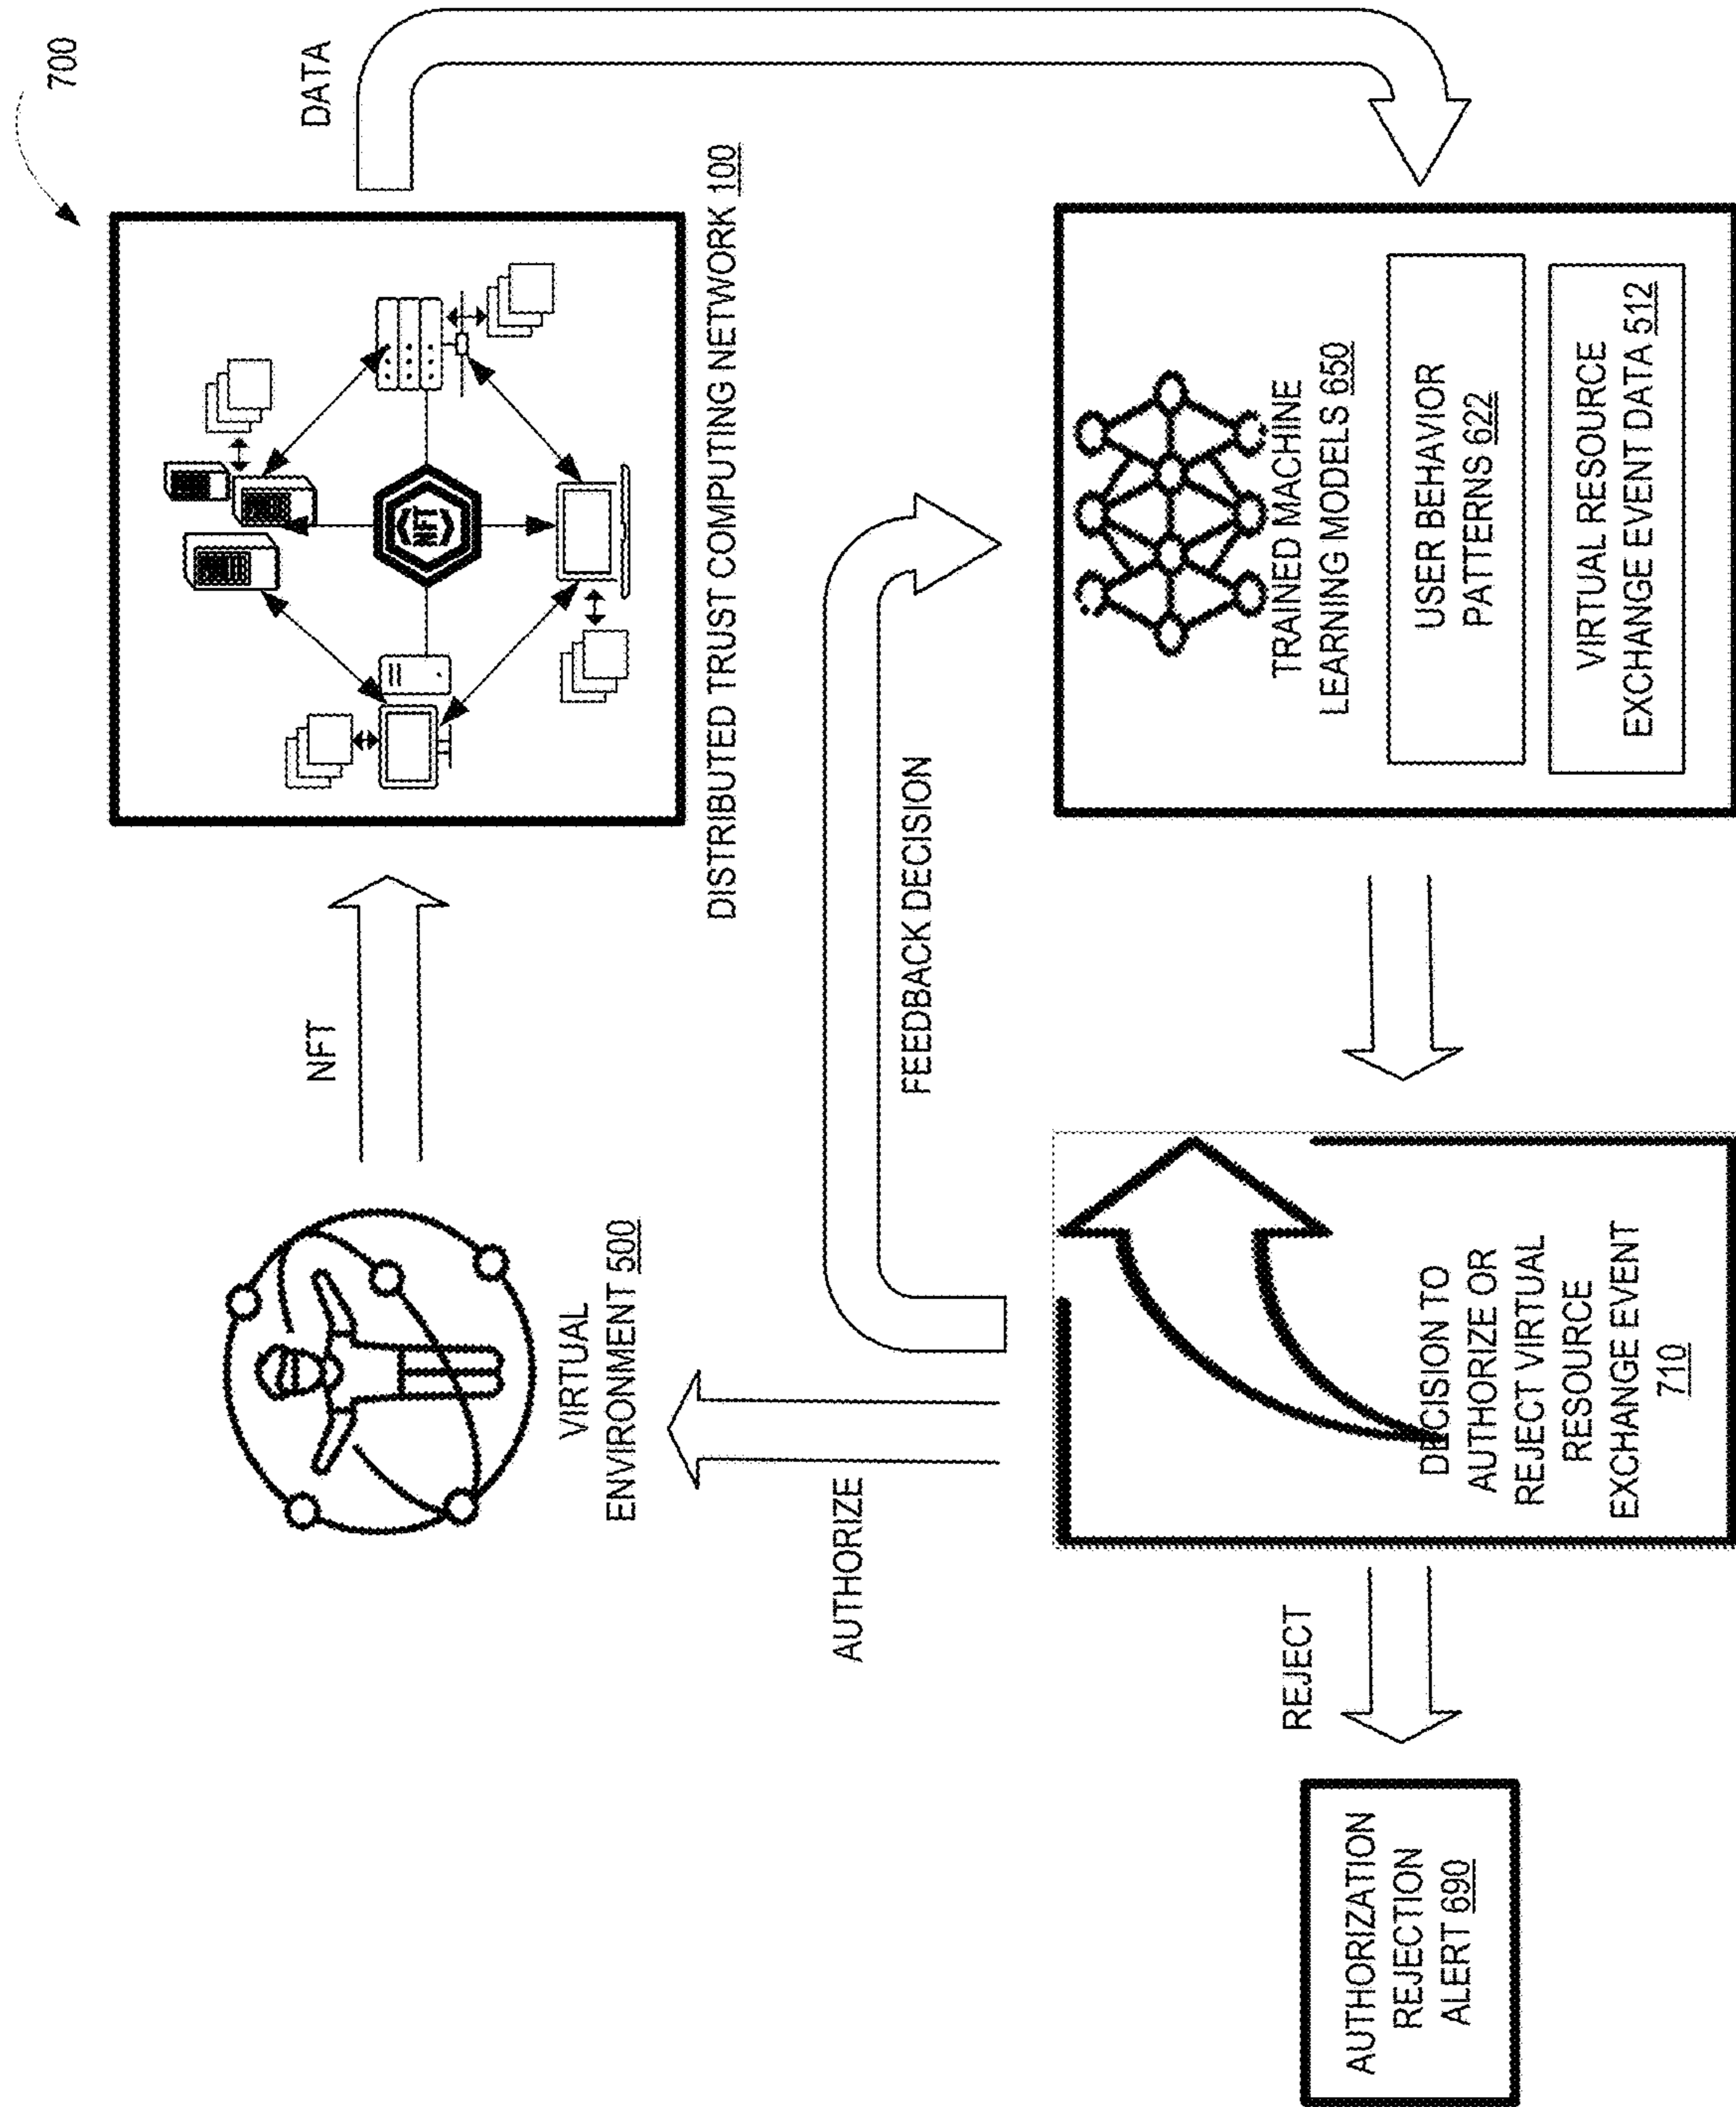 700
NFT
DATA
NFT
VIRTUAL
ENVIRONMENT 500
DISTRIBUTED TRUST COMPUTING NETWORK 100
AUTHORIZE
FEEDBACK DECISION
TRAINED MACHINE
LEARNING MODELS 650
USER BEHAVIOR
PATTERNS 622
VIRTUAL RESOURCE
EXCHANGE EVENT DATA 512
DECISION TO
AUTHORIZE OR
REJECT VIRTUAL
RESOURCE
EXCHANGE EVENT
710
REJECT
AUTHORIZATION
REJECTION
ALERT 690